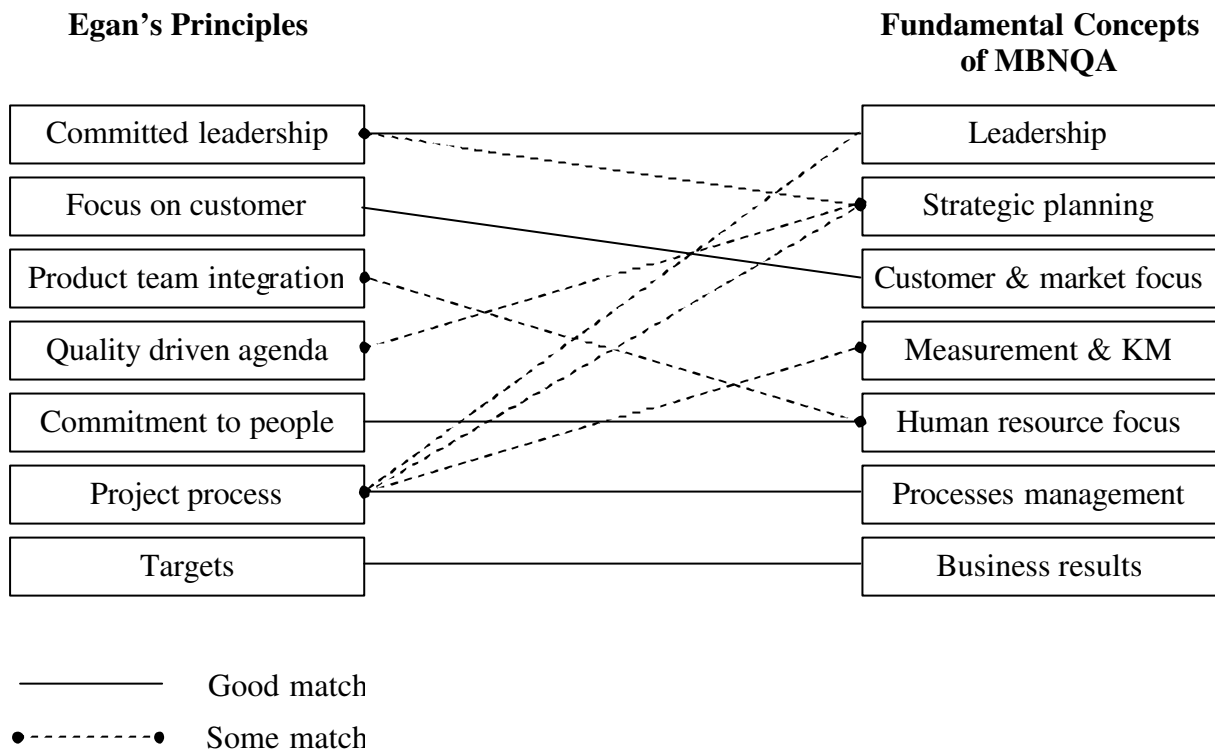 Egan's Principles
Fundamental Concepts
of MBNQA
Committed leadership
Leadership
Focus on customer
Strategic planning
Product team integration
Customer & market focus
Quality driven agenda
Measurement & KM
Commitment to people
Human resource focus
Project process
Processes management
Targets
Business results
Good match
Some match